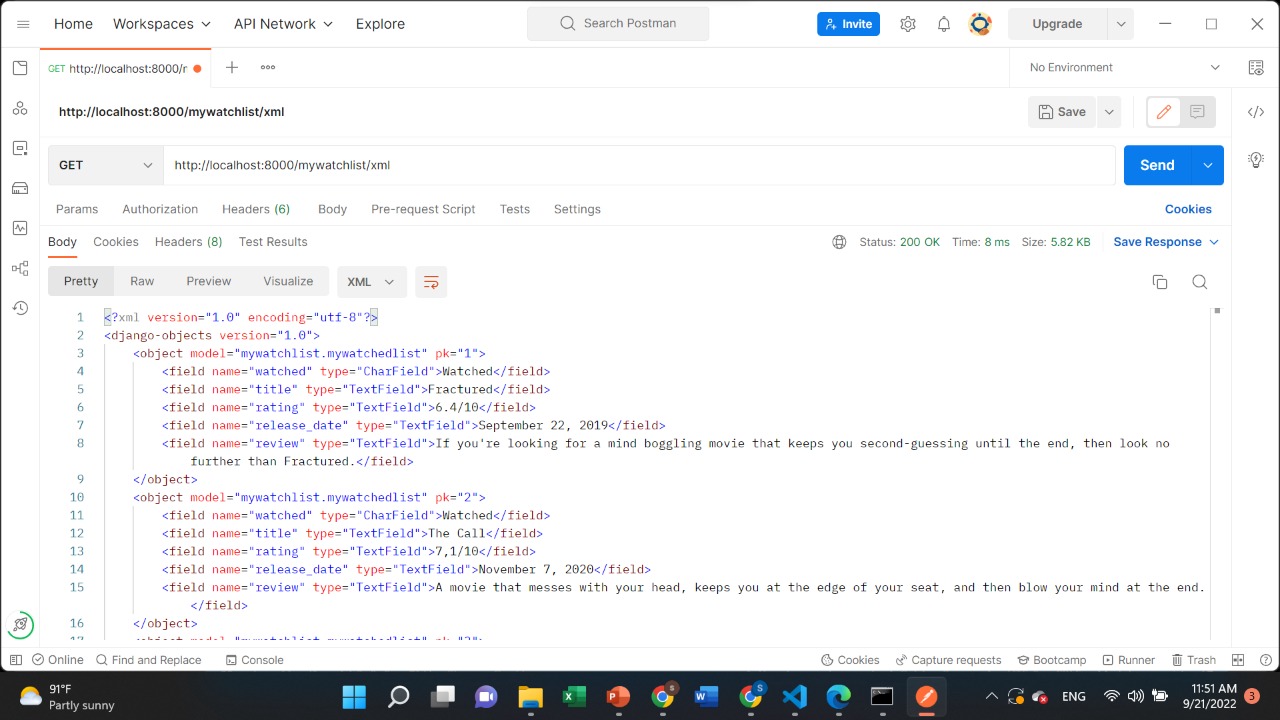 Home Workspaces API Network Explore Search Postman Invite Upgrade
GET http://localhost:8000/r No Environment
http://localhost:8000/mywatchlist/xml Save
GET http://localhost:8000/mywatchlist/xml Send
Params Authorization Headers (6) Body Pre-request Script Tests Settings Cookies
Body Cookies Headers (8) Test Results Status: 200 OK Time: 8 ms Size: 5.82 KB Save Response
Pretty Raw Preview Visualize XML
1 <?xml version="1.0" encoding="utf-8"?>
2 <django-objects version="1.0">
3 <object model="mywatchlist.mywatchedlist" pk="1">
4 <field name="watched" type="CharField">Watched</field>
5 <field name="title" type="TextField">Fractured</field>
6 <field name="rating" type="TextField">6.4/10</field>
7 <field name="release_date" type="TextField">September 22, 2019</field>
8 <field name="review" type="TextField">If you're looking for a mind boggling movie that keeps you second-guessing until the end, then look no
further than Fractured.</field>
9 </object>
10 <object model="mywatchlist.mywatchedlist" pk="2">
11 <field name="watched" type="CharField">Watched</field>
12 <field name="title" type="TextField">The Call</field>
13 <field name="rating" type="TextField">7,1/10</field>
14 <field name="release_date" type="TextField">November 7, 2020</field>
15 <field name="review" type="TextField">A movie that messes with your head, keeps you at the edge of your seat, and then blow your mind at the end.
</field>
16 </object>
17 <object model="mywatchlist.mywatchedlist" pk="3">
Online Find and Replace Console Cookies Capture requests Bootcamp Runner Trash
91°F
Partly sunny
ENG
11:51 AM
9/21/2022
3